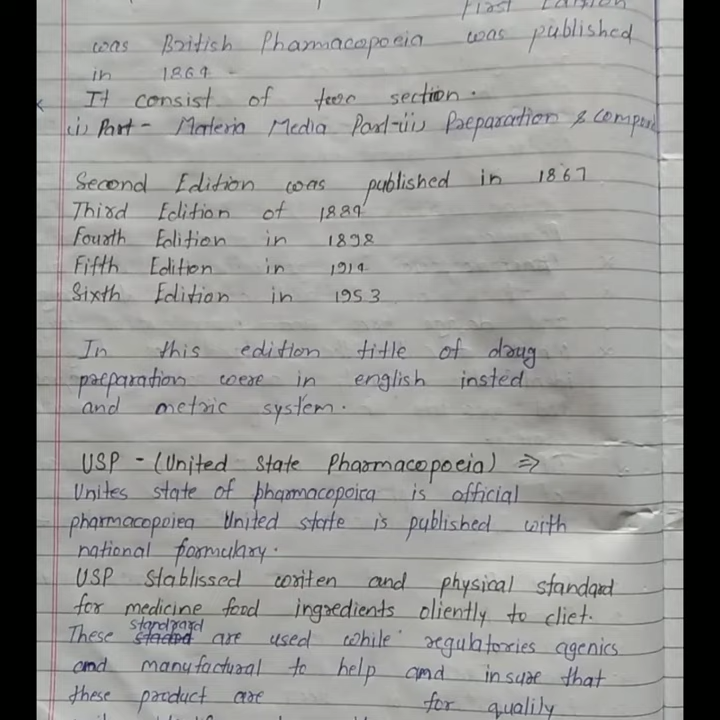 First Edition
was British Pharmacopoeia was published
in 1864
It consist of two section.
(i) Part - Materia Media Part-(ii) Preparation & compou
Second Edition was published in 1867
Third Edition of 1889
Fourth Edition in 1898
Fifth Edition in 1914
Sixth Edition in 1953
In this edition title of drug
preparation were in english insted
and metric system.
USP - (United State Pharmacopoeia) ⇒
Unites state of pharmacopoica is official
pharmacopoiea United state is published with
national formulary.
USP Stablissed writen and physical standard
for medicine food ingredients oliently to cliet.
These standrard are used while regulatories agenics
and manufactural to help and insure that
these product are for quality